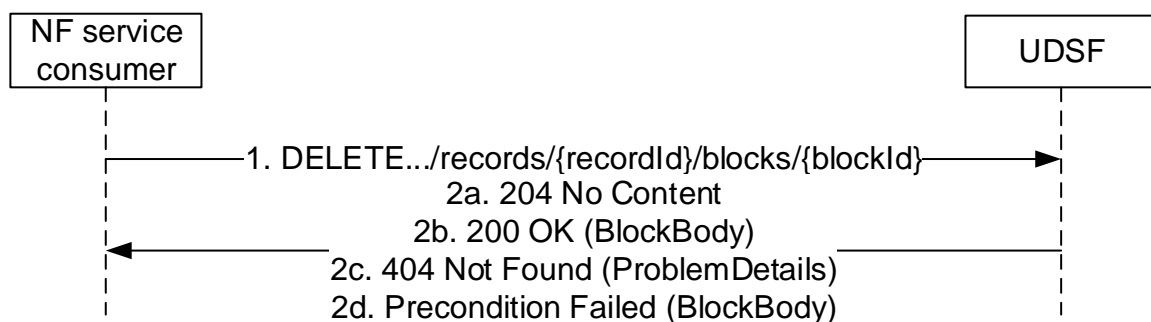 NF service
consumer
UDSF
1. DELETE.../records/{recordId}/blocks/{blockId}
2a. 204 No Content
2b. 200 OK (BlockBody)
2c. 404 Not Found (ProblemDetails)
2d. Precondition Failed (BlockBody)